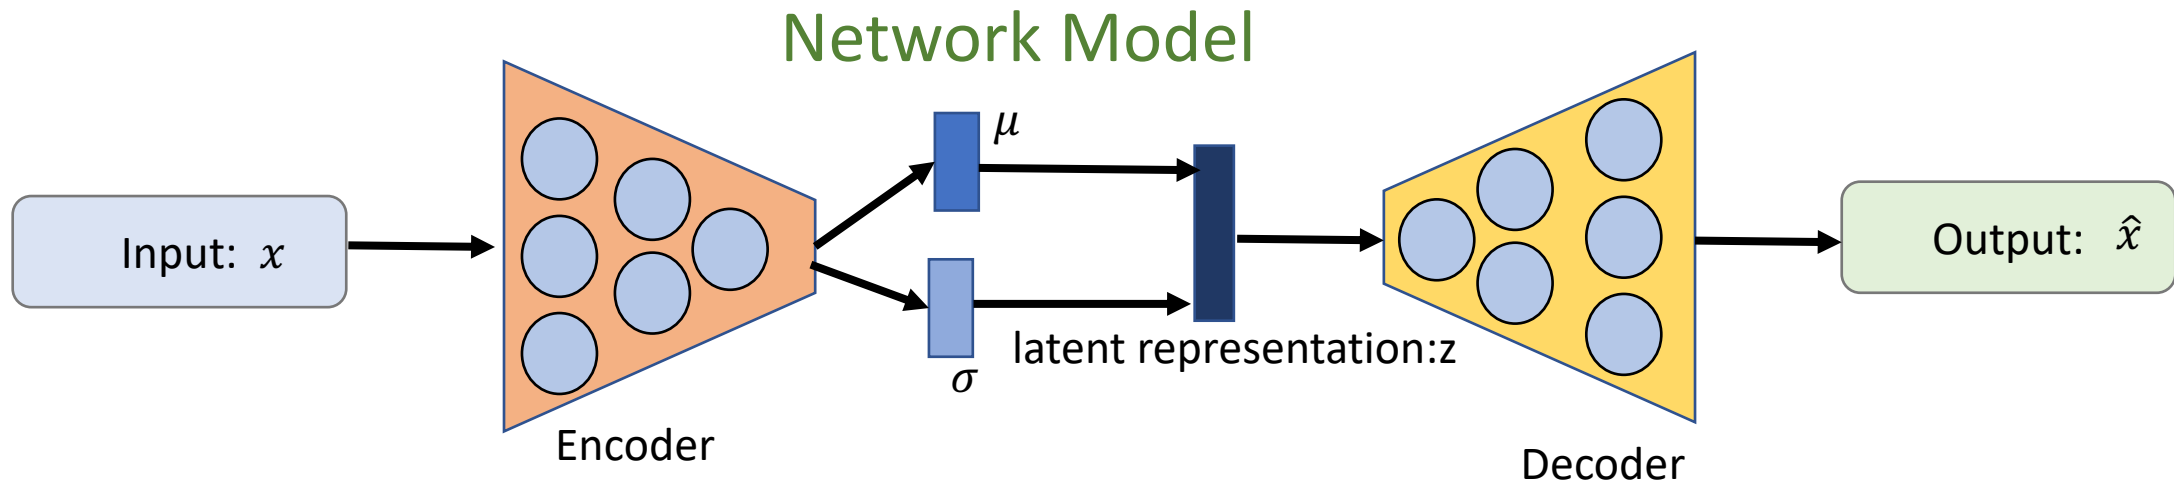 Network Model
Input: x
μ
σ
latent representation:z
Encoder
Decoder
Output: x̂